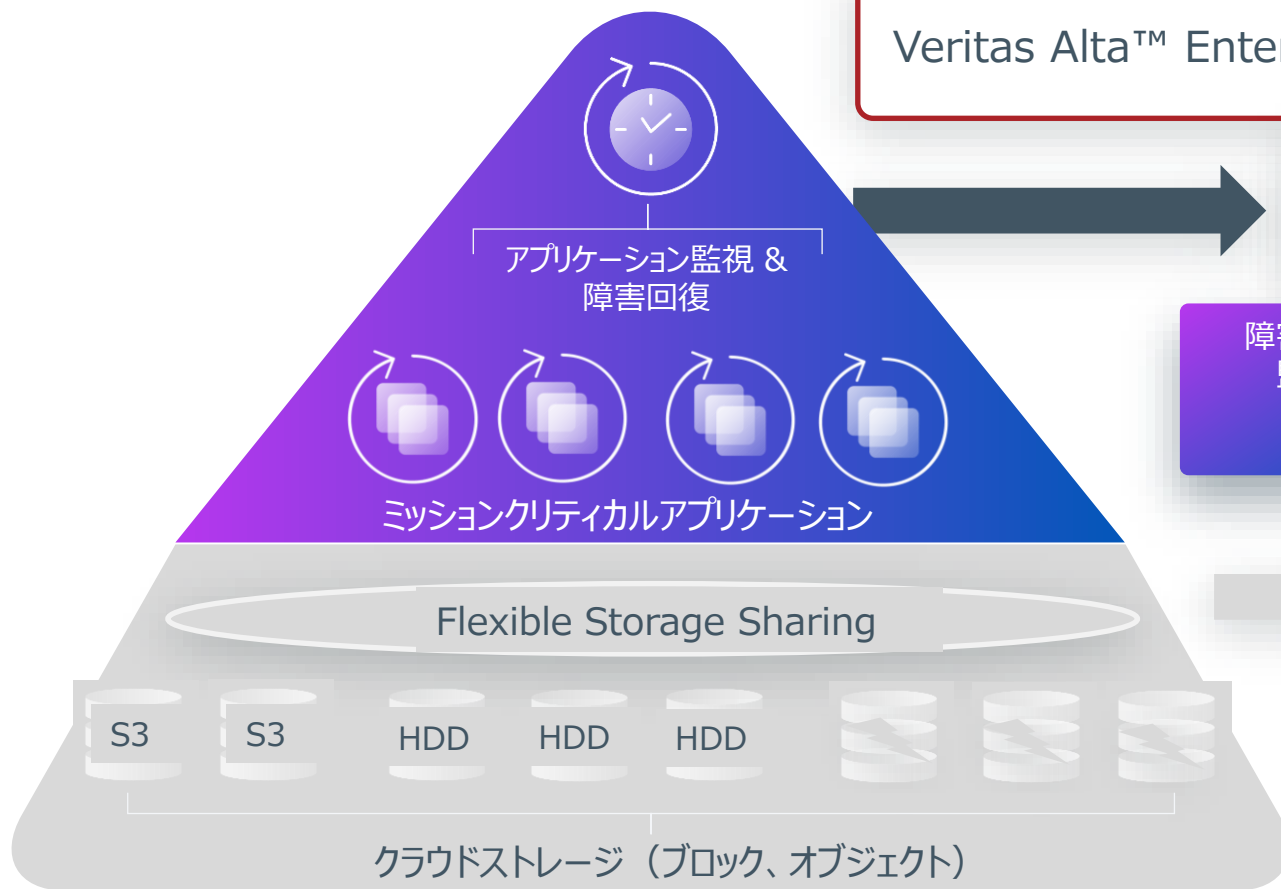 Veritas Alta™ Enter
アプリケーション監視 &
障害回復
障
ミッションクリティカルアプリケーション
Flexible Storage Sharing
S3
S3
HDD
HDD
HDD
クラウドストレージ（ブロック、オブジェクト）